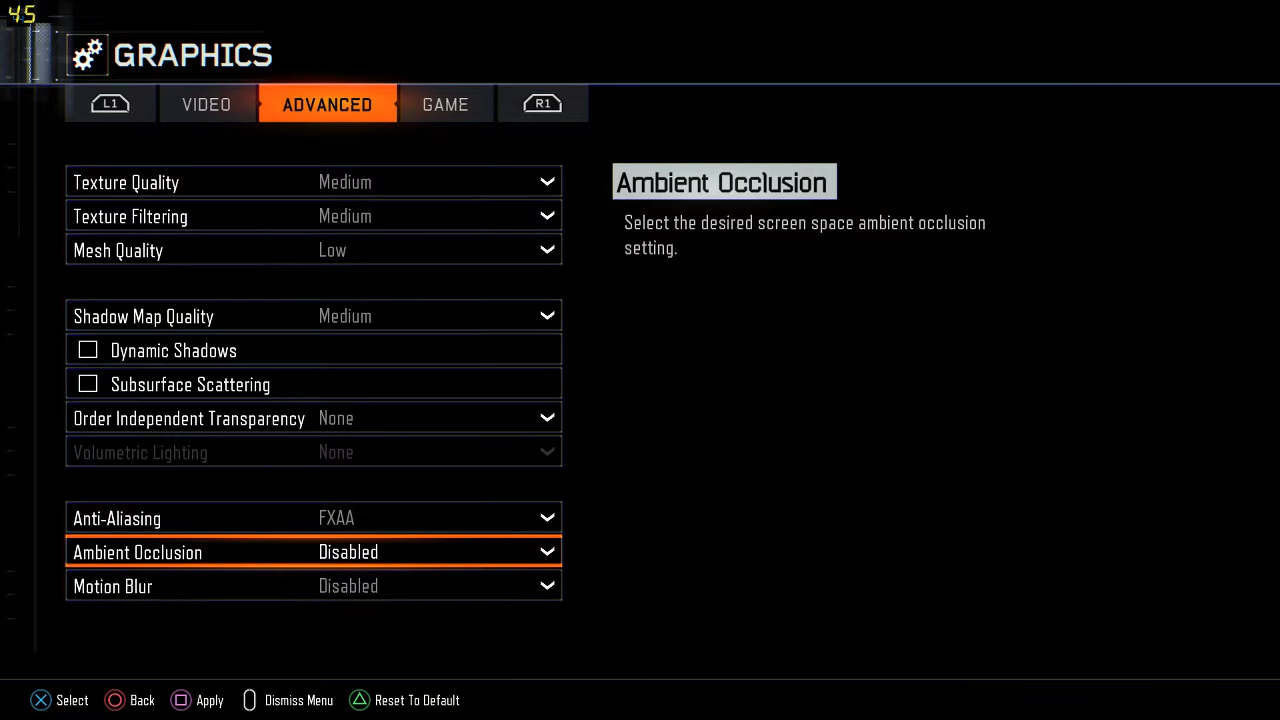 45
GRAPHICS
L1 VIDEO ADVANCED GAME R1
Texture Quality Medium
Texture Filtering Medium
Mesh Quality Low
Shadow Map Quality Medium
Dynamic Shadows
Subsurface Scattering
Order Independent Transparency None
Volumetric Lighting None
Anti-Aliasing FXAA
Ambient Occlusion Disabled
Motion Blur Disabled
Ambient Occlusion
Select the desired screen space ambient occlusion
setting.
Select Back Apply Dismiss Menu Reset To Default